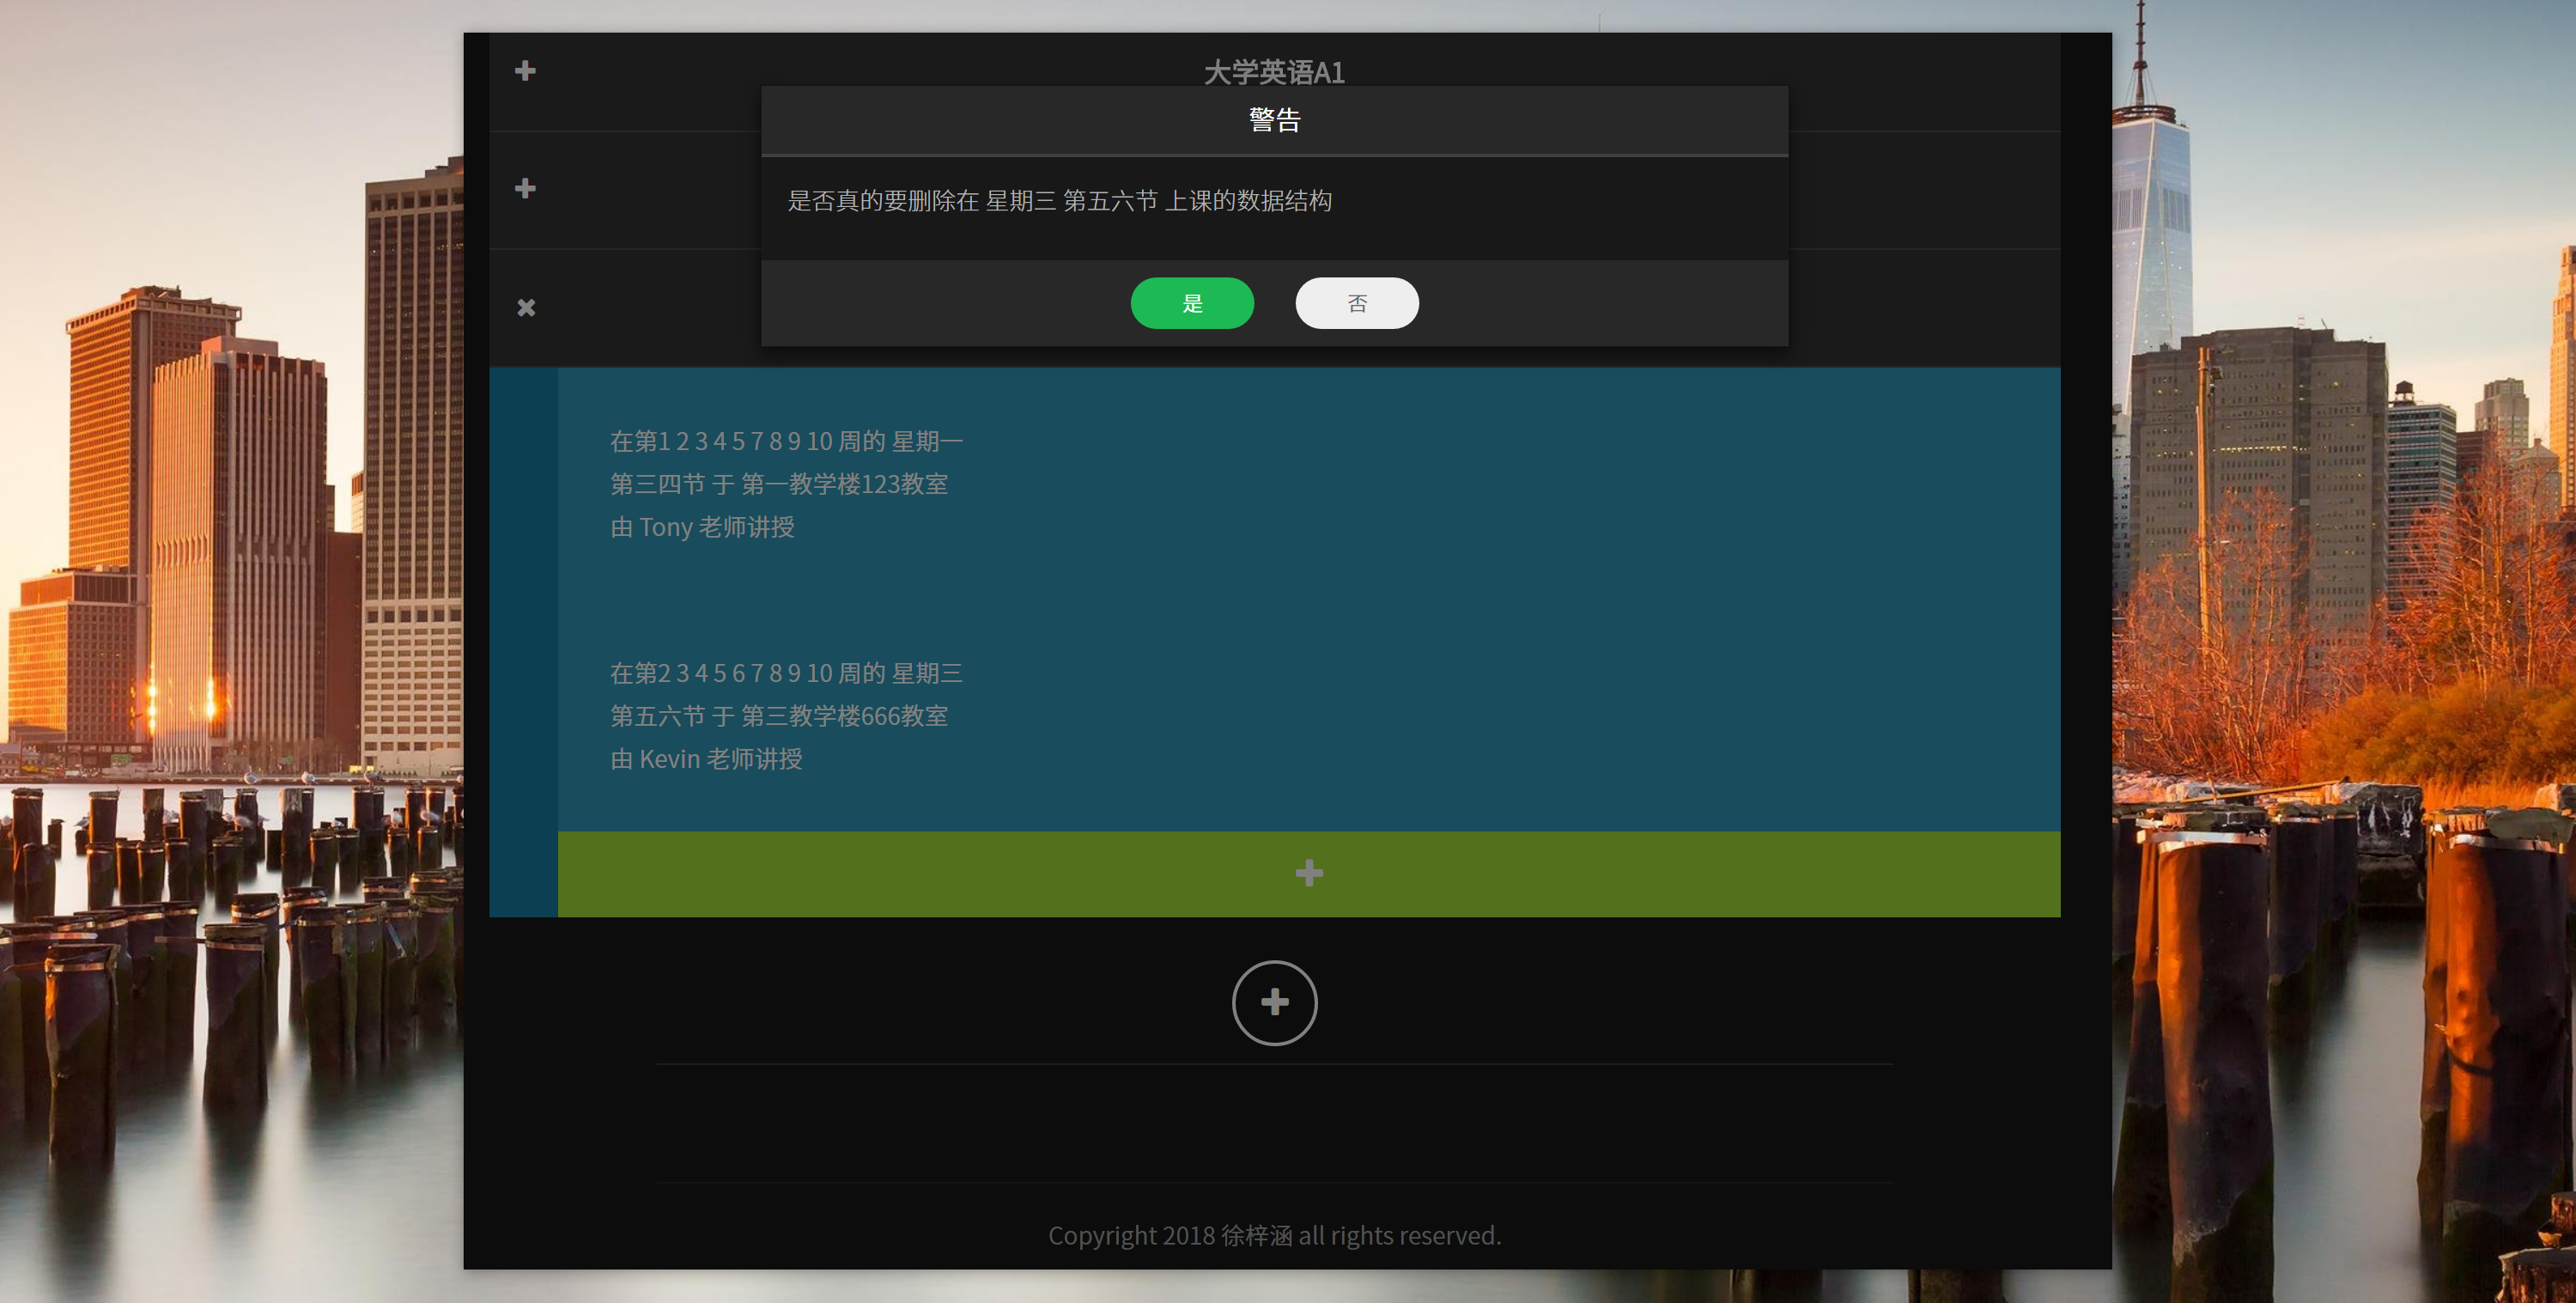 大学英语A1
警告
是否真的要删除在 星期三 第五六节 上课的数据结构
是
否
在第1 2 3 4 5 7 8 9 10 周的 星期一
第三四节 于 第一教学楼123教室
由 Tony 老师讲授
在第2 3 4 5 6 7 8 9 10 周的 星期三
第五六节 于 第三教学楼666教室
由 Kevin 老师讲授
Copyright 2018 徐梓涵 all rights reserved.